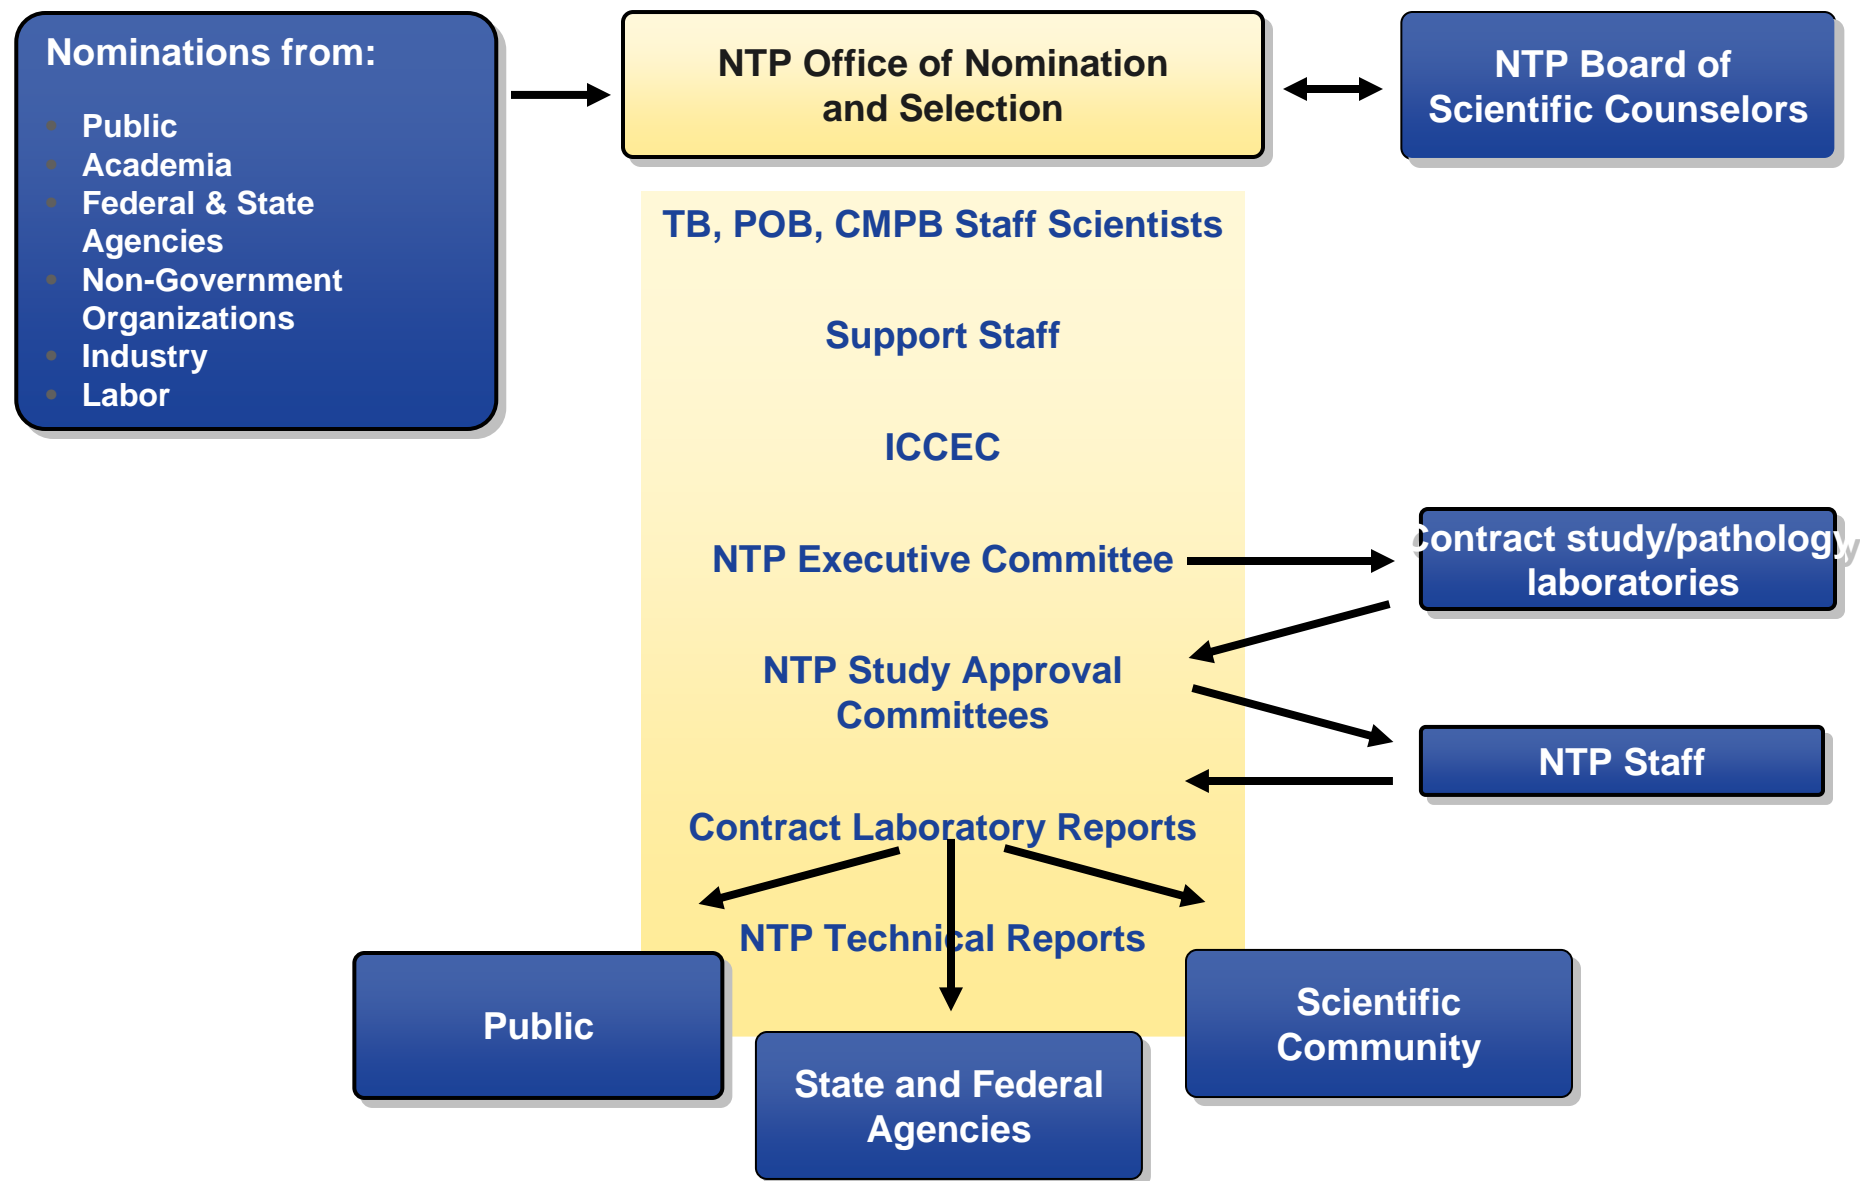 Nominations from:
Public
Academia
Federal & State
Agencies
Non-Government
Organizations
Industry
Labor
NTP Office of Nomination
and Selection
NTP Board of
Scientific Counselors
TB, POB, CMPB Staff Scientists
Support Staff
ICCEC
NTP Executive Committee
Contract study/pathology
laboratories
NTP Study Approval
Committees
NTP Staff
Contract Laboratory Reports
NTP Technical Reports
Public
State and Federal
Agencies
Scientific
Community